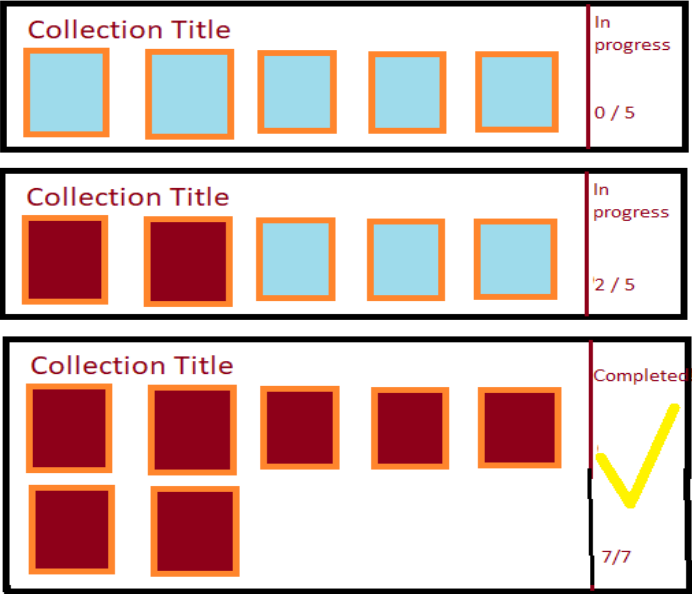 Collection Title
In
progress
0 / 5
Collection Title
In
progress
2 / 5
Collection Title
Completed
7/7